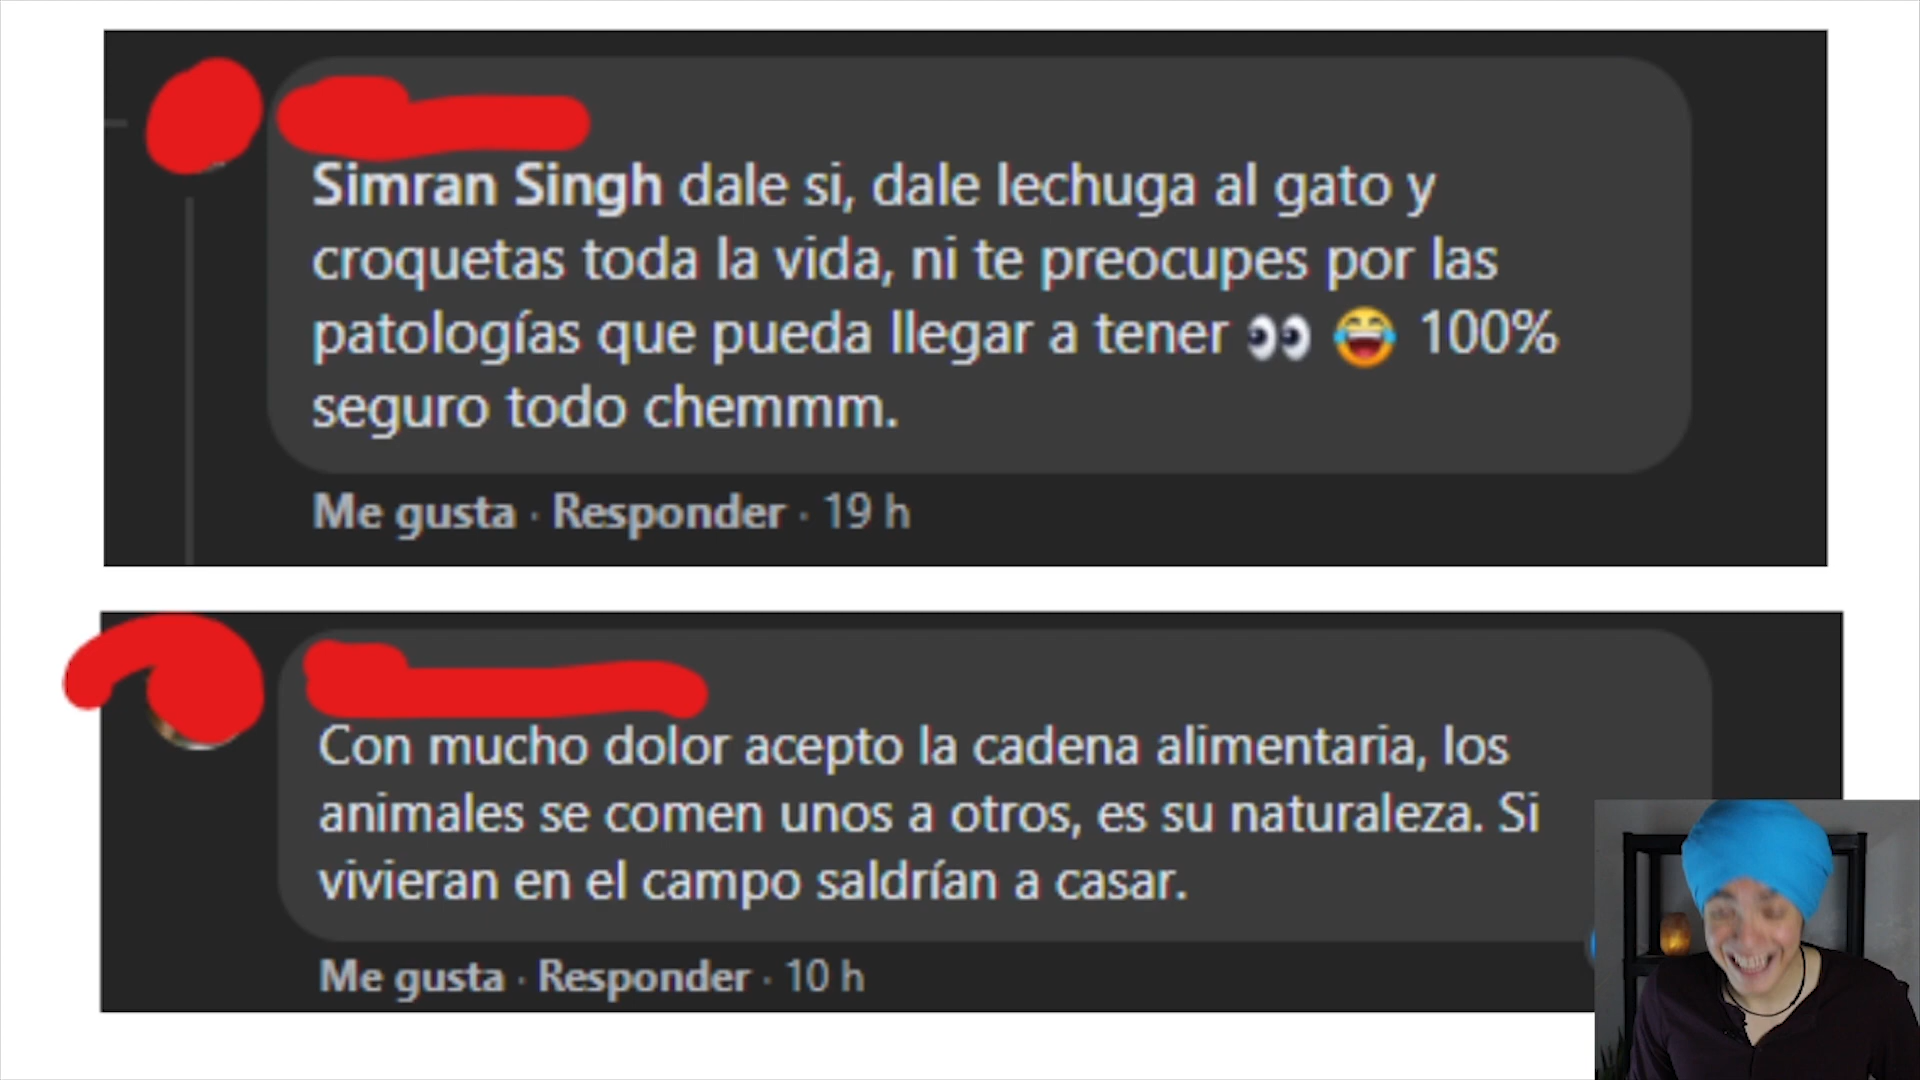 Simran Singh dale si, dale lechuga al gato y
croquetas toda la vida, ni te preocupes por las
patologías que pueda llegar a tener 👀 😂 100%
seguro todo chemmm.
Me gusta · Responder · 19 h
Con mucho dolor acepto la cadena alimentaria, los
animales se comen unos a otros, es su naturaleza. Si
vivieran en el campo saldrían a casar.
Me gusta · Responder · 10 h